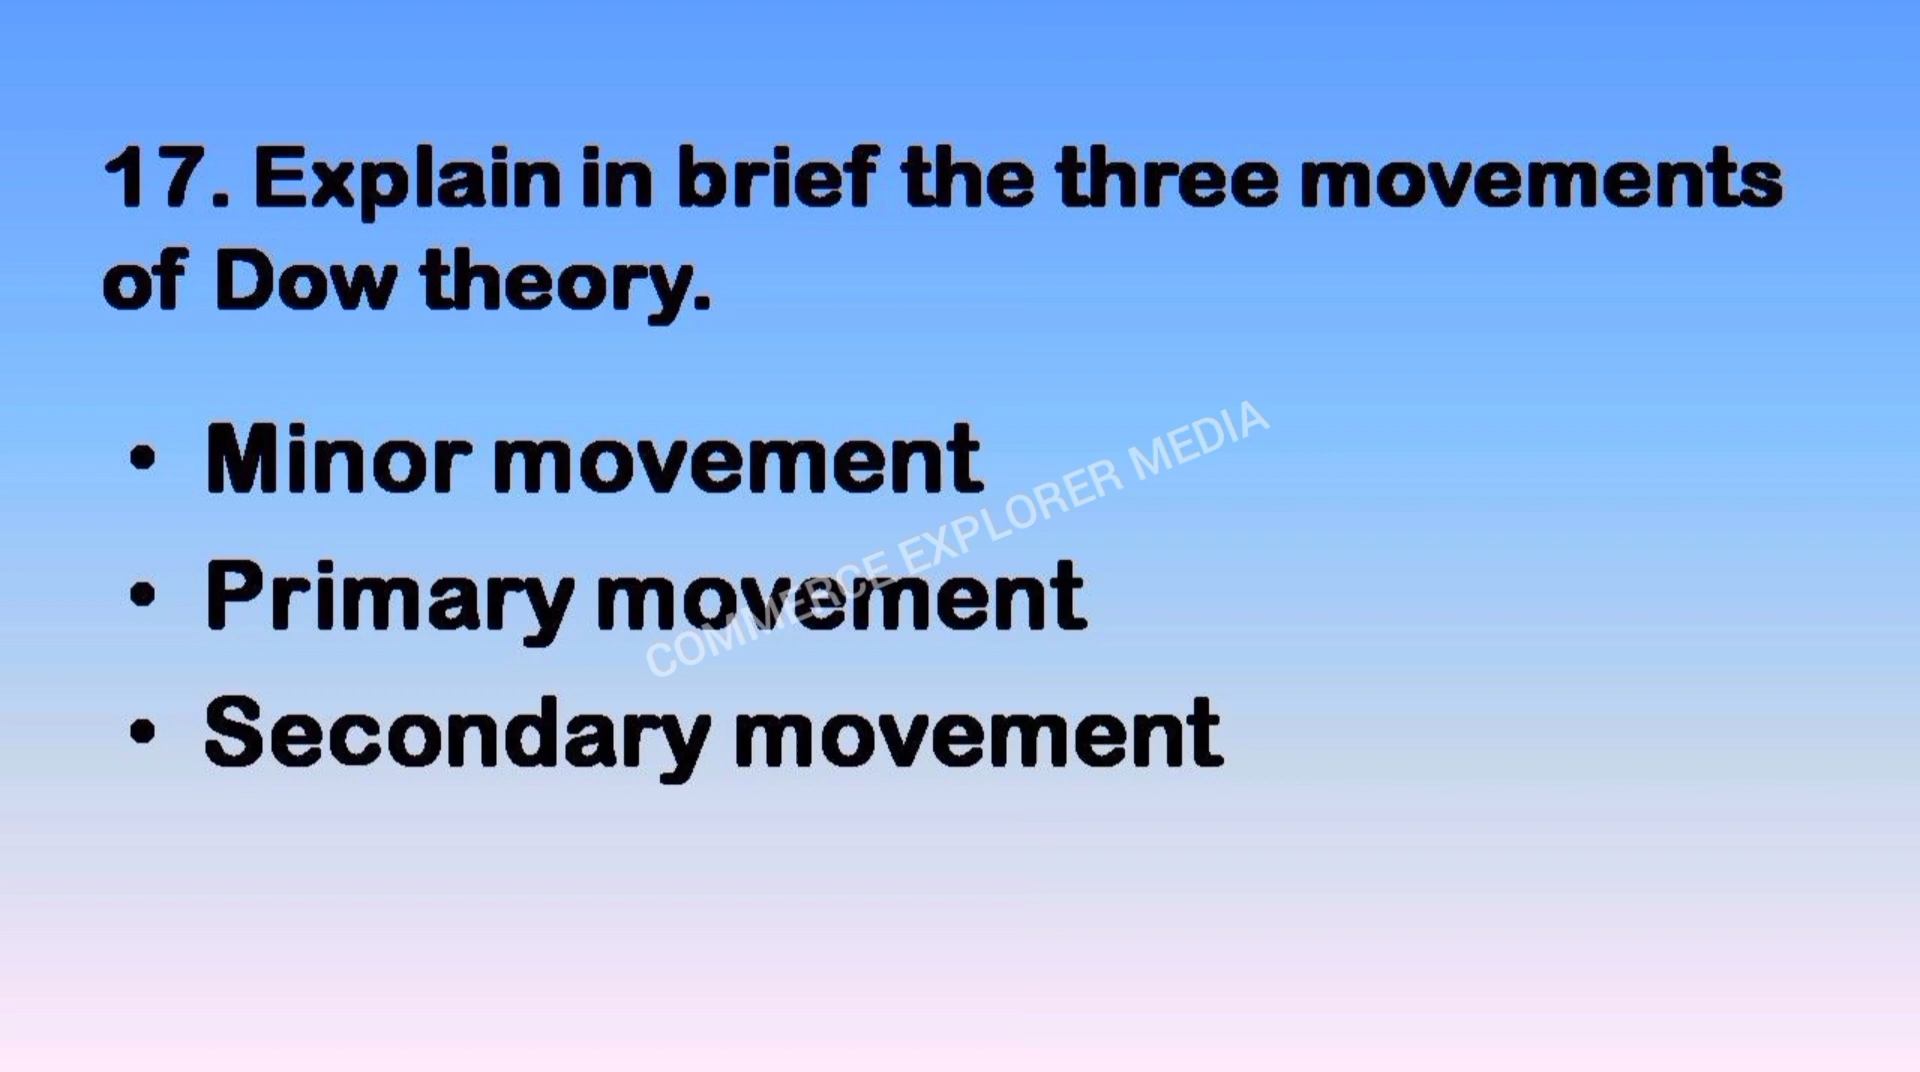 17. Explain in brief the three movements
of Dow theory.
• Minor movement
• Primary movement
• Secondary movement
COMMERCE EXPLORER MEDIA